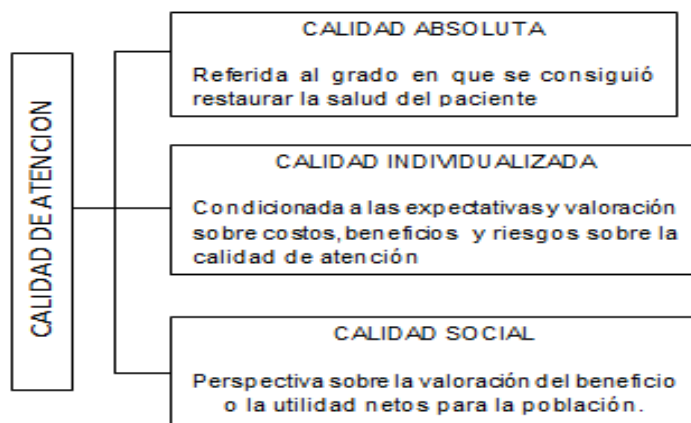 CALIDAD DE ATENCION
CALIDAD ABSOLUTA
Referida al grado en que se consiguió
restaurar la salud del paciente
CALIDAD INDIVIDUALIZADA
Condicionada a las expectativas y valoración
sobre costos, beneficios y riesgos sobre la
calidad de atención
CALIDAD SOCIAL
Perspectiva sobre la valoración del beneficio
o la utilidad netos para la población.